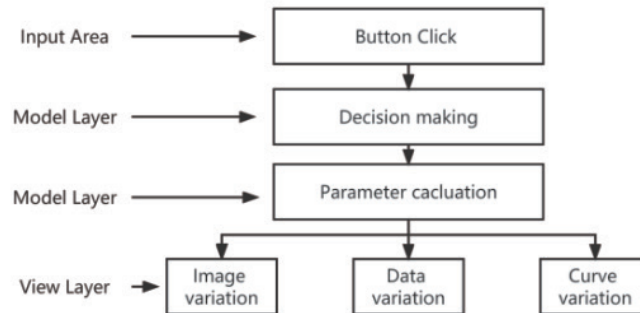 Input Area
Button Click
Model Layer
Decision making
Model Layer
Parameter cacluation
View Layer
Image
variation
Data
variation
Curve
variation